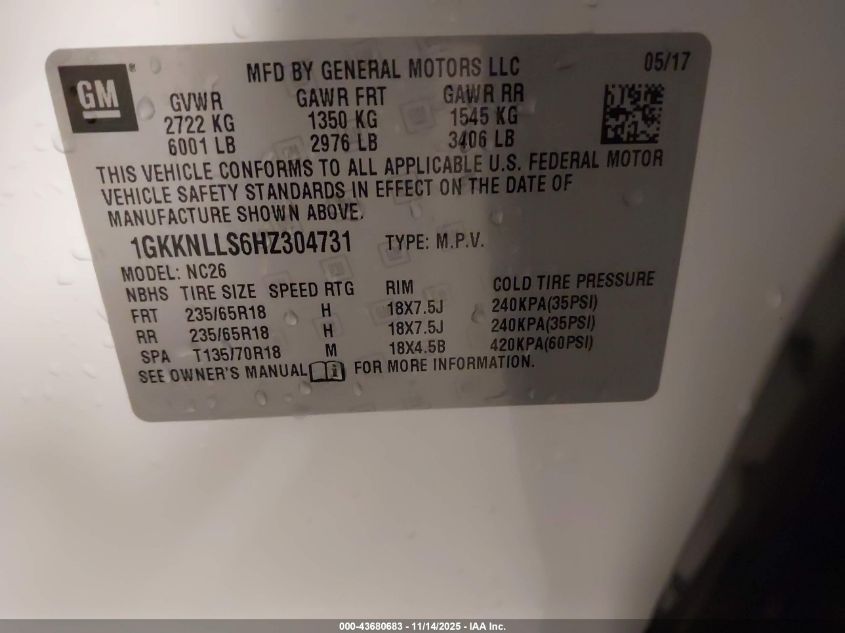 GM®
MFD BY GENERAL MOTORS LLC 05/17
GVWR GAWR FRT GAWR RR
2722 KG 1350 KG 1545 KG
6001 LB 2976 LB 3406 LB
THIS VEHICLE CONFORMS TO ALL APPLICABLE U.S. FEDERAL MOTOR
VEHICLE SAFETY STANDARDS IN EFFECT ON THE DATE OF
MANUFACTURE SHOWN ABOVE.
1GKKNLLS6HZ304731 TYPE: M.P.V.
MODEL: NC26
NBHS TIRE SIZE SPEED RTG RIM COLD TIRE PRESSURE
FRT 235/65R18 H 18X7.5J 240KPA(35PSI)
RR 235/65R18 H 18X7.5J 240KPA(35PSI)
SPA T135/70R18 M 18X4.5B 420KPA(60PSI)
SEE OWNER'S MANUAL FOR MORE INFORMATION.
000-43680683 - 11/14/2025 - IAA Inc.